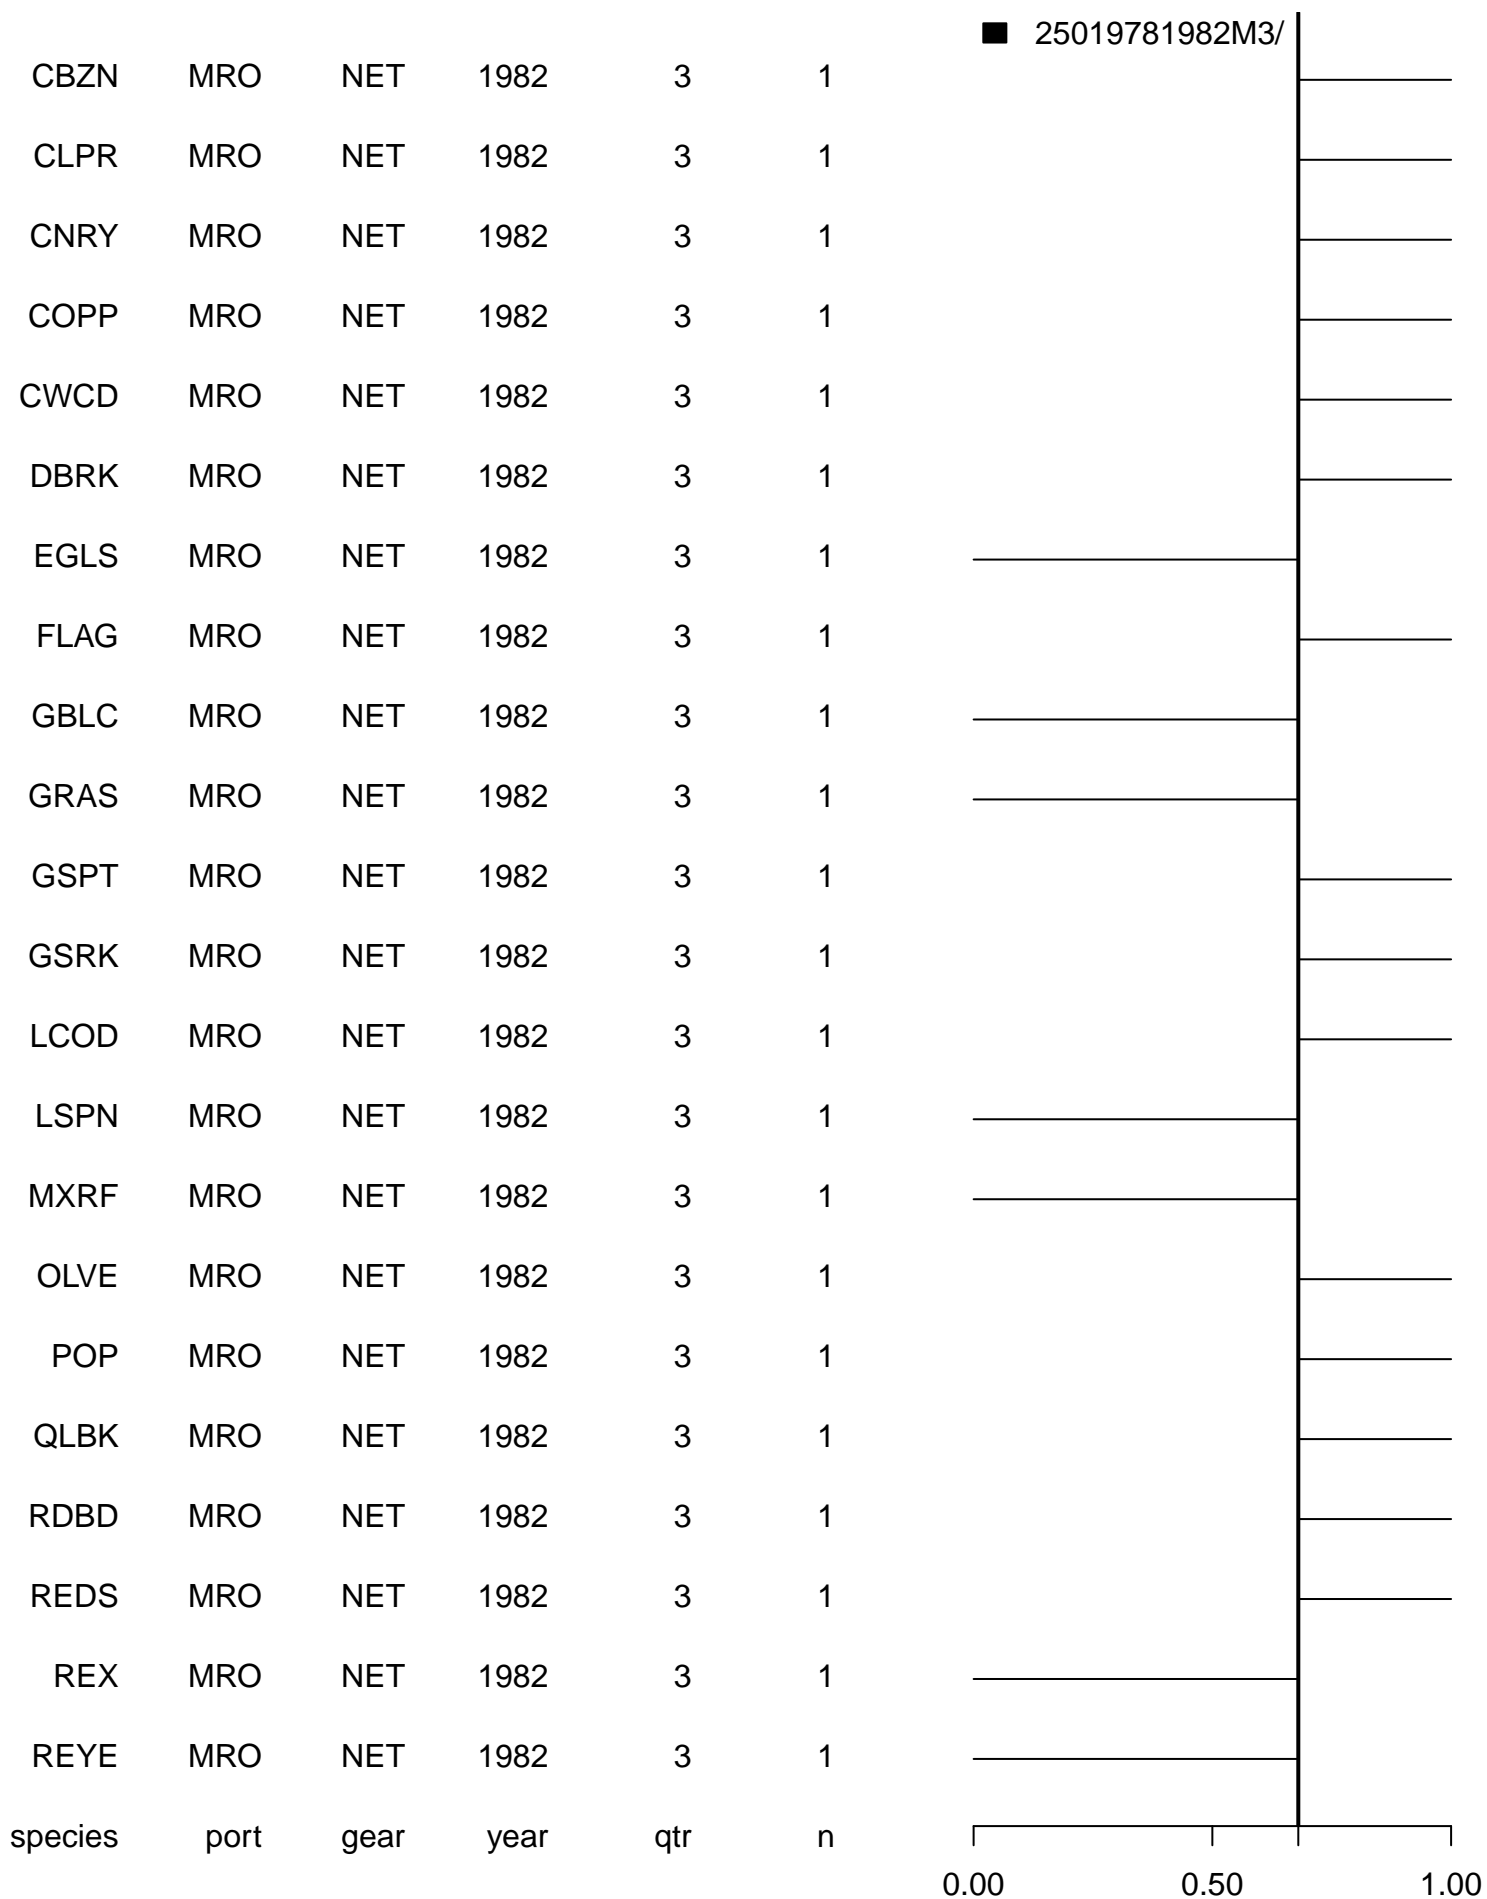 25019781982M3/
CBZN MRO NET 1982 3 1
CLPR MRO NET 1982 3 1
CNRY MRO NET 1982 3 1
COPP MRO NET 1982 3 1
CWCD MRO NET 1982 3 1
DBRK MRO NET 1982 3 1
EGLS MRO NET 1982 3 1
FLAG MRO NET 1982 3 1
GBLC MRO NET 1982 3 1
GRAS MRO NET 1982 3 1
GSPT MRO NET 1982 3 1
GSRK MRO NET 1982 3 1
LCOD MRO NET 1982 3 1
LSPN MRO NET 1982 3 1
MXRF MRO NET 1982 3 1
OLVE MRO NET 1982 3 1
POP MRO NET 1982 3 1
QLBK MRO NET 1982 3 1
RDBD MRO NET 1982 3 1
REDS MRO NET 1982 3 1
REX MRO NET 1982 3 1
REYE MRO NET 1982 3 1
species port gear year qtr n
0.00 0.50 1.00